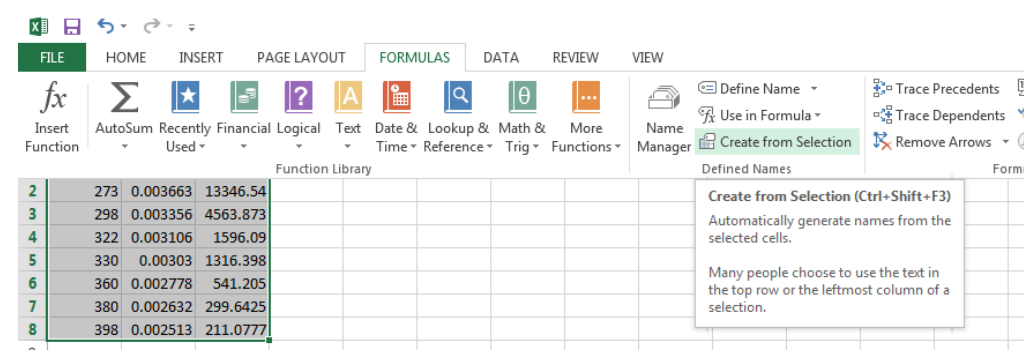 FILE HOME INSERT PAGE LAYOUT FORMULAS DATA REVIEW VIEW
fx Insert Function
Σ AutoSum
Recently Used
Financial
? Logical
A Text
Date & Time
Lookup & Reference
θ Math & Trig
... More Functions
Function Library
Name Manager
Define Name
fx Use in Formula
Create from Selection
Defined Names
Trace Precedents
Trace Dependents
Remove Arrows
2 273 0.003663 13346.54
3 298 0.003356 4563.873
4 322 0.003106 1596.09
5 330 0.00303 1316.398
6 360 0.002778 541.205
7 380 0.002632 299.6425
8 398 0.002513 211.0777
Create from Selection (Ctrl+Shift+F3)
Automatically generate names from the
selected cells.
Many people choose to use the text in
the top row or the leftmost column of a
selection.